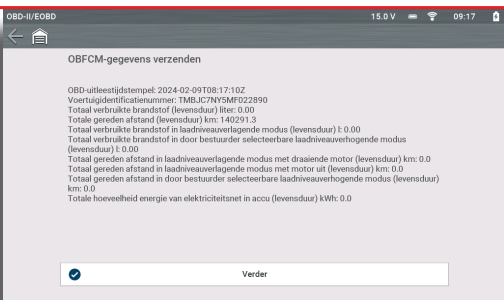 OBD-II/EOBD 15.0 V 09:17
OBFCM-gegevens verzenden
OBD-uitleestijdstempel: 2024-02-09T08:17:10Z
Voertuigidentificatienummer: TMBJC7NY5MF022890
Totaal verbruikte brandstof (levensduur) liter: 0.00
Totale gereden afstand (levensduur) km: 140291.3
Totaal verbruikte brandstof in laadniveauverlagende modus (levensduur) l: 0.00
Totaal verbruikte brandstof in door bestuurder selecteerbare laadniveauverhogende modus
(levensduur) l: 0.00
Totaal gereden afstand in laadniveauverlagende modus met draaiende motor (levensduur) km: 0.0
Totaal gereden afstand in laadniveauverlagende modus met motor uit (levensduur) km: 0.0
Totaal gereden afstand in door bestuurder selecteerbare laadniveauverhogende modus (levensduur)
km: 0.0
Totale hoeveelheid energie van elektriciteitsnet in accu (levensduur) kWh: 0.0
Verder